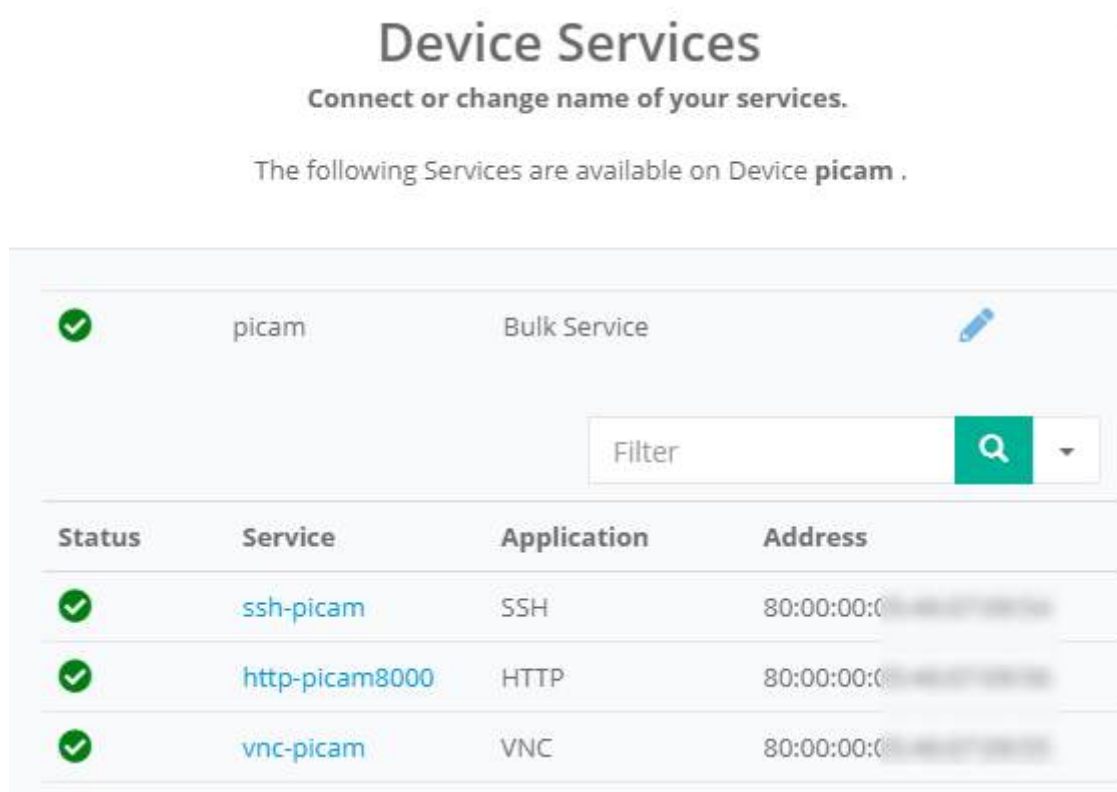 Device Services
Connect or change name of your services.
The following Services are available on Device picam .
picam Bulk Service
Filter
Status Service Application Address
ssh-picam SSH 80:00:00:
http-picam8000 HTTP 80:00:00:
vnc-picam VNC 80:00:00: